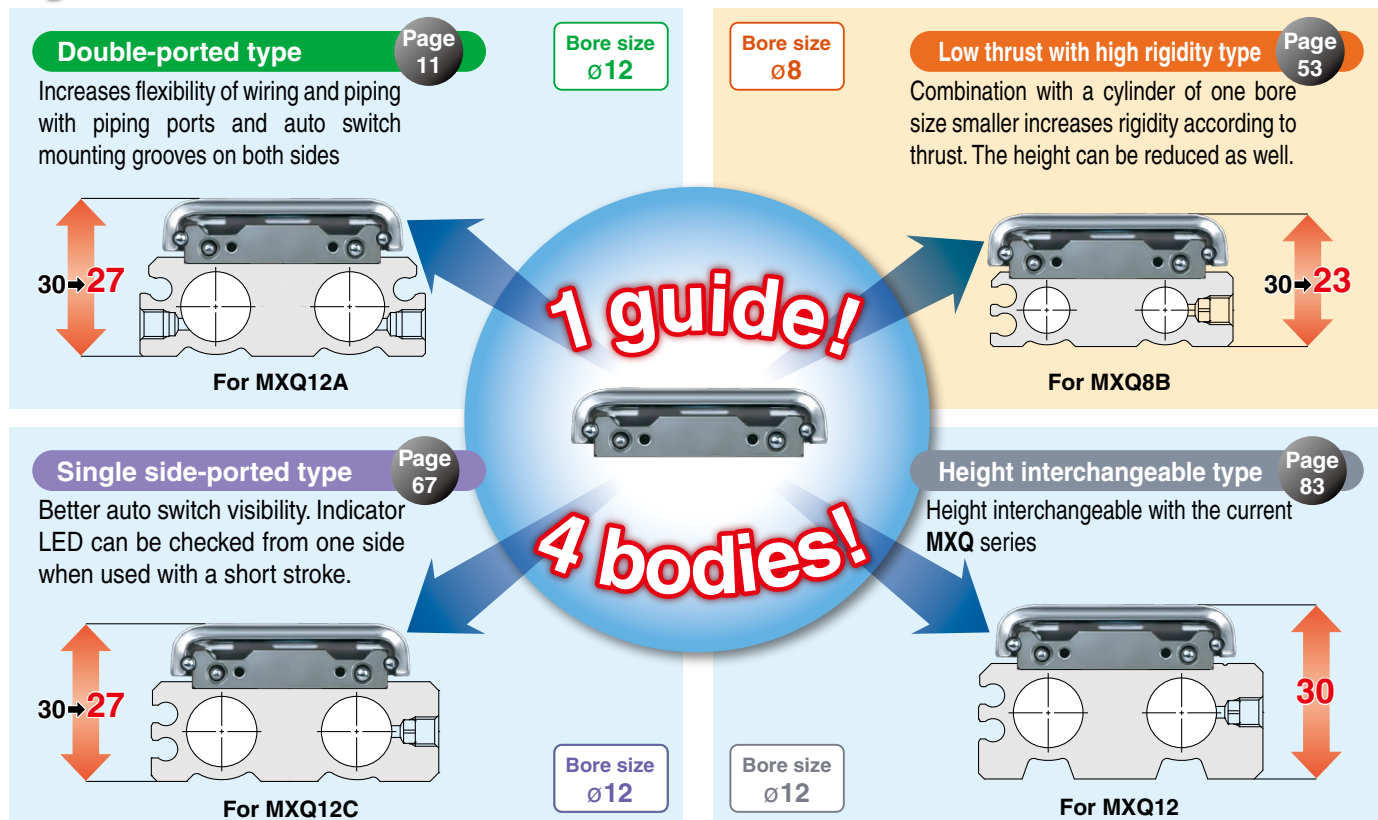 Double-ported type
Page
11
Bore size
ø12
Increases flexibility of wiring and piping
with piping ports and auto switch
mounting grooves on both sides
30➡27
For MXQ12A
Bore size
ø8
Low thrust with high rigidity type
Page
53
Combination with a cylinder of one bore
size smaller increases rigidity according to
thrust. The height can be reduced as well.
30➡23
For MXQ8B
1 guide!
4 bodies!
Single side-ported type
Page
67
Better auto switch visibility. Indicator
LED can be checked from one side
when used with a short stroke.
30➡27
For MXQ12C
Bore size
ø12
Height interchangeable type
Page
83
Height interchangeable with the current
MXQ series
30
Bore size
ø12
For MXQ12